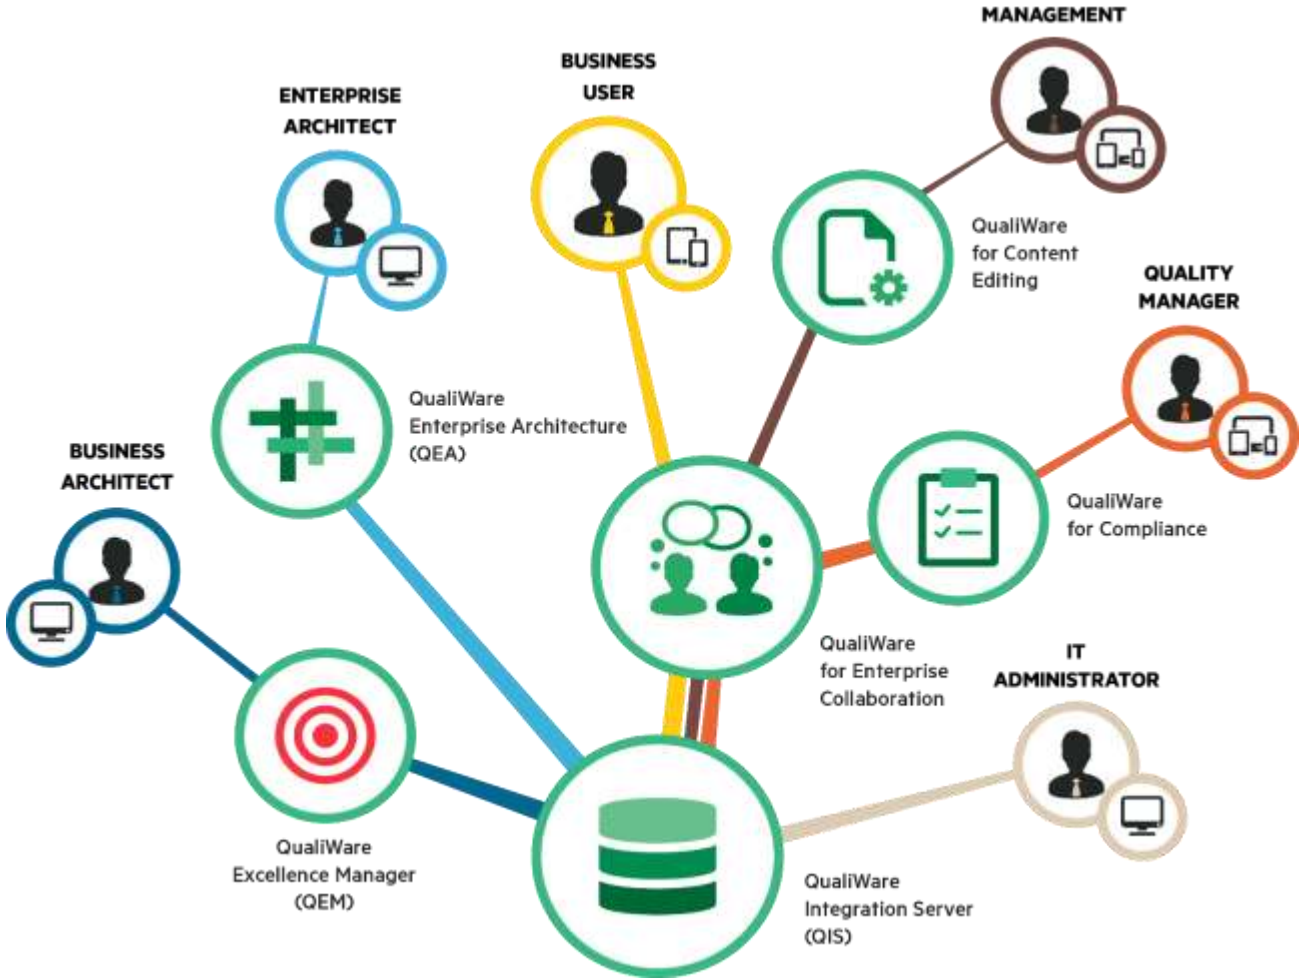 MANAGEMENT
BUSINESS
USER
ENTERPRISE
ARCHITECT
QualiWare
for Content
Editing
QUALITY
MANAGER
QualiWare
Enterprise Architecture
(QEA)
BUSINESS
ARCHITECT
QualiWare
for Compliance
QualiWare
for Enterprise
Collaboration
IT
ADMINISTRATOR
QualiWare
Excellence Manager
(QEM)
QualiWare
Integration Server
(QIS)